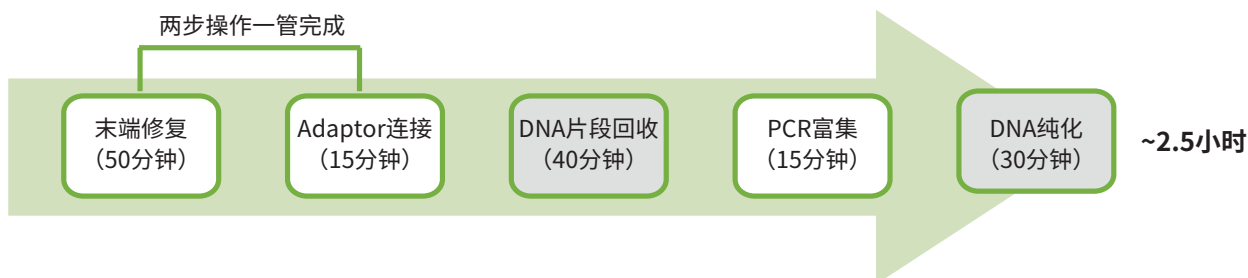 两步操作一管完成
末端修复
（50分钟）
Adaptor连接
（15分钟）
DNA片段回收
（40分钟）
PCR富集
（15分钟）
DNA纯化
（30分钟）
~2.5小时